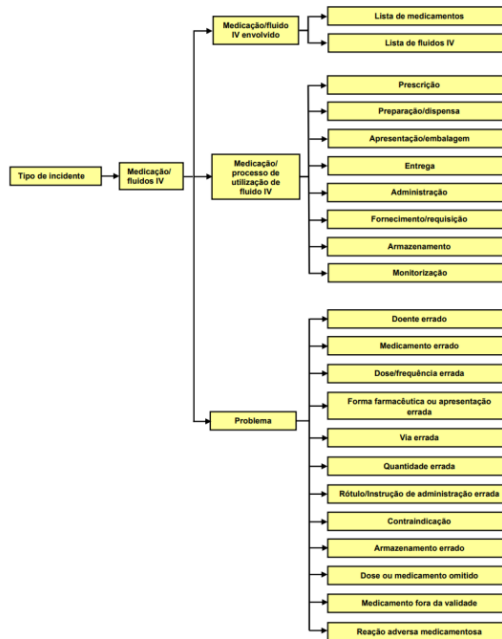 Tipo de incidente
Medicação/
fluidos IV
Medicação/fluido
IV envolvido
Lista de medicamentos
Lista de fluidos IV
Medicação/
processo de
utilização de
fluido IV
Prescrição
Preparação/dispensa
Apresentação/embalagem
Entrega
Administração
Fornecimento/requisição
Armazenamento
Monitorização
Problema
Doente errado
Medicamento errado
Dose/frequência errada
Forma farmacêutica ou apresentação
errada
Via errada
Quantidade errada
Rótulo/Instrução de administração errada
Contraindicação
Armazenamento errado
Dose ou medicamento omitido
Medicamento fora da validade
Reação adversa medicamentosa